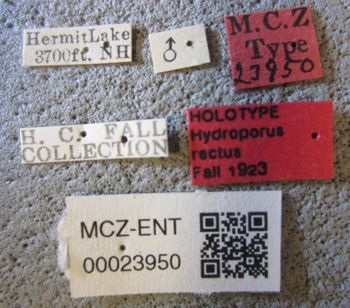 HermitLake
3700ft. NH
♂
M.C.Z
Type
23950
H. C. FALL
COLLECTION
HOLOTYPE
Hydroporus
rectus
Fall 1923
MCZ-ENT
00023950